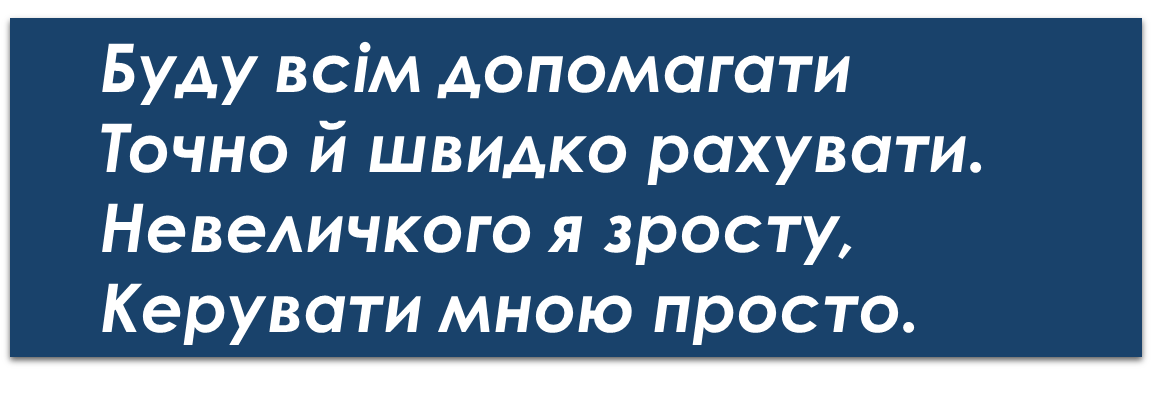 Буду всім допомагати
Точно й швидко рахувати.
Невеличкого я зросту,
Керувати мною просто.